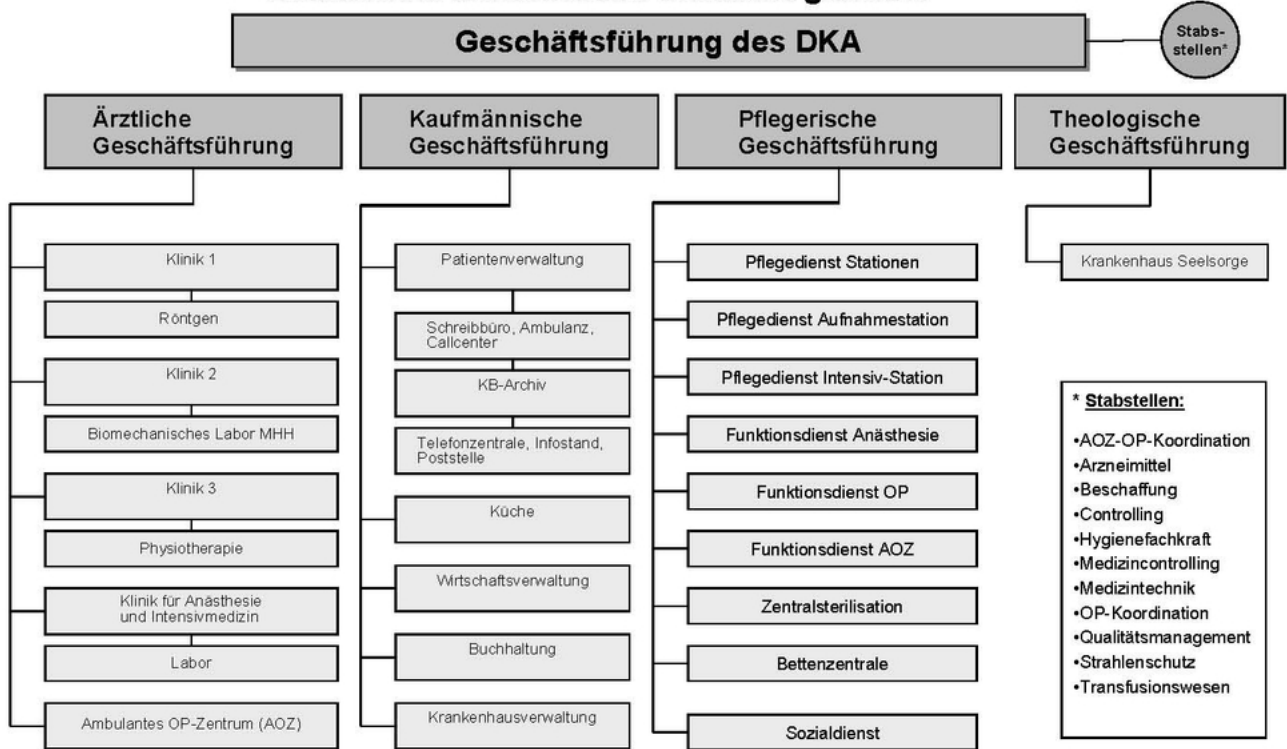 Geschäftsführung des DKA
Stabs-
stellen*
Ärztliche
Geschäftsführung
Kaufmännische
Geschäftsführung
Pflegerische
Geschäftsführung
Theologische
Geschäftsführung
Klinik 1
Röntgen
Klinik 2
Biomechanisches Labor MHH
Klinik 3
Physiotherapie
Klinik für Anästhesie
und Intensivmedizin
Labor
Ambulantes OP-Zentrum (AOZ)
Patientenverwaltung
Schreibbüro, Ambulanz,
Callcenter
KB-Archiv
Telefonzentrale, Infostand,
Poststelle
Küche
Wirtschaftsverwaltung
Buchhaltung
Krankenhausverwaltung
Pflegedienst Stationen
Pflegedienst Aufnahmestation
Pflegedienst Intensiv-Station
Funktionsdienst Anästhesie
Funktionsdienst OP
Funktionsdienst AOZ
Zentralsterilisation
Bettenzentrale
Sozialdienst
Krankenhaus Seelsorge
* Stabstellen:
•AOZ-OP-Koordination
•Arzneimittel
•Beschaffung
•Controlling
•Hygienefachkraft
•Medizincontrolling
•Medizintechnik
•OP-Koordination
•Qualitätsmanagement
•Strahlenschutz
•Transfusionswesen